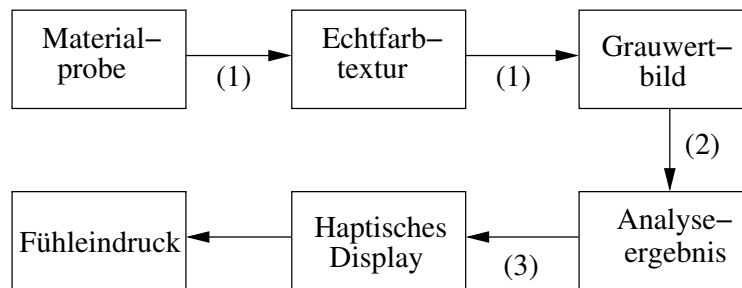 Material–
probe
(1)
Echtfarb–
textur
(1)
Grauwert–
bild
(2)
Analyse–
ergebnis
(3)
Haptisches
Display
Fühleindruck